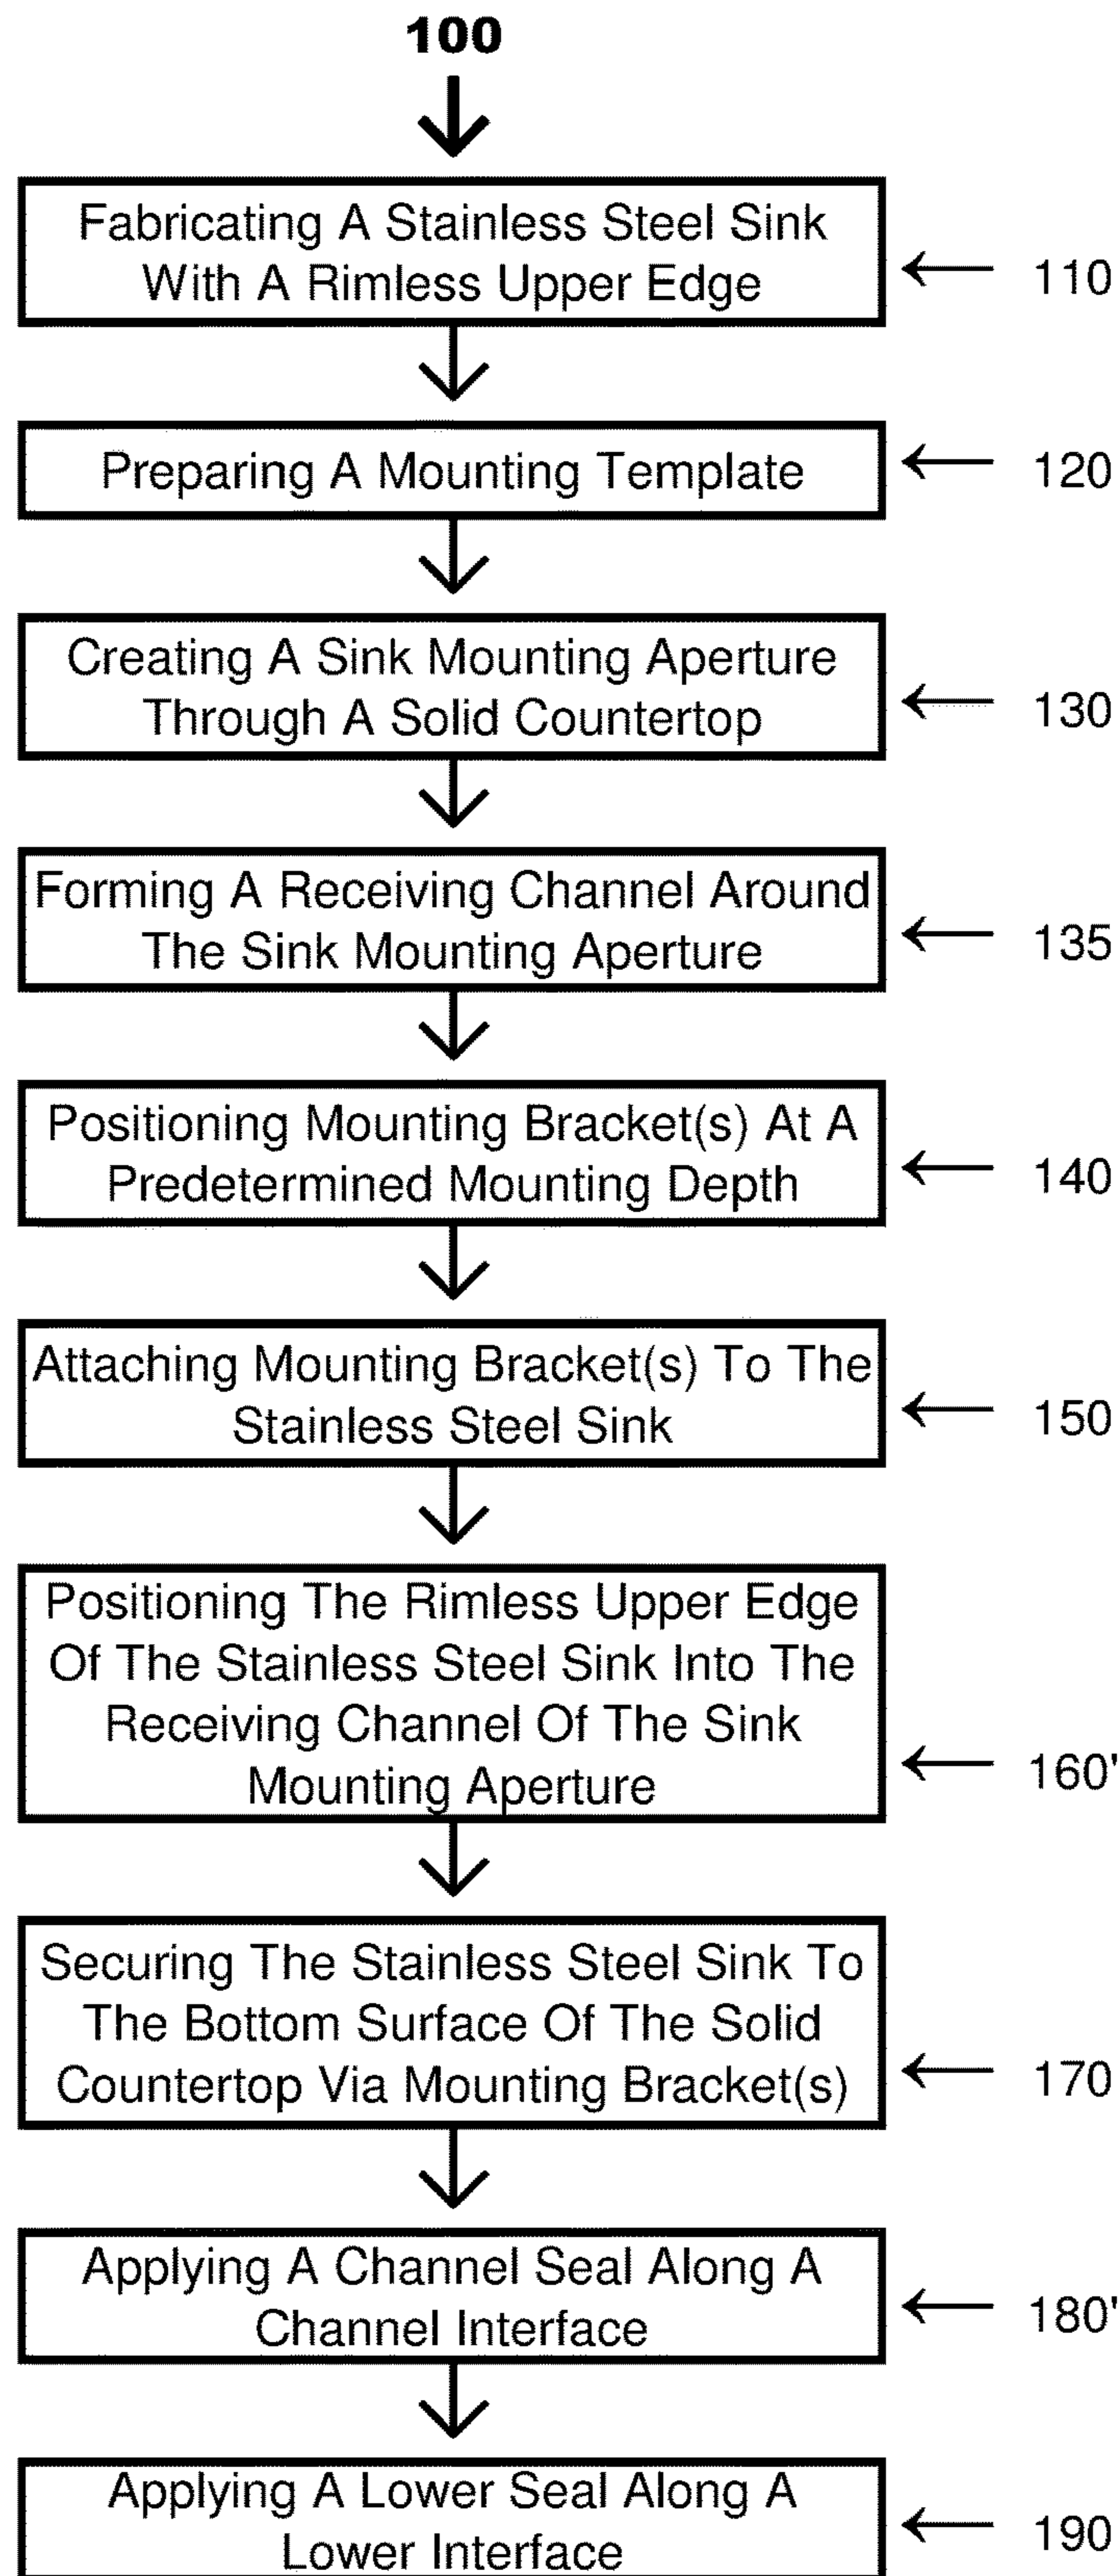 100
Fabricating A Stainless Steel Sink
With A Rimless Upper Edge
110
Preparing A Mounting Template
120
Creating A Sink Mounting Aperture
Through A Solid Countertop
130
Forming A Receiving Channel Around
The Sink Mounting Aperture
135
Positioning Mounting Bracket(s) At A
Predetermined Mounting Depth
140
Attaching Mounting Bracket(s) To The
Stainless Steel Sink
150
Positioning The Rimless Upper Edge
Of The Stainless Steel Sink Into The
Receiving Channel Of The Sink
Mounting Aperture
160'
Securing The Stainless Steel Sink To
The Bottom Surface Of The Solid
Countertop Via Mounting Bracket(s)
170
Applying A Channel Seal Along A
Channel Interface
180'
Applying A Lower Seal Along A
Lower Interface
190